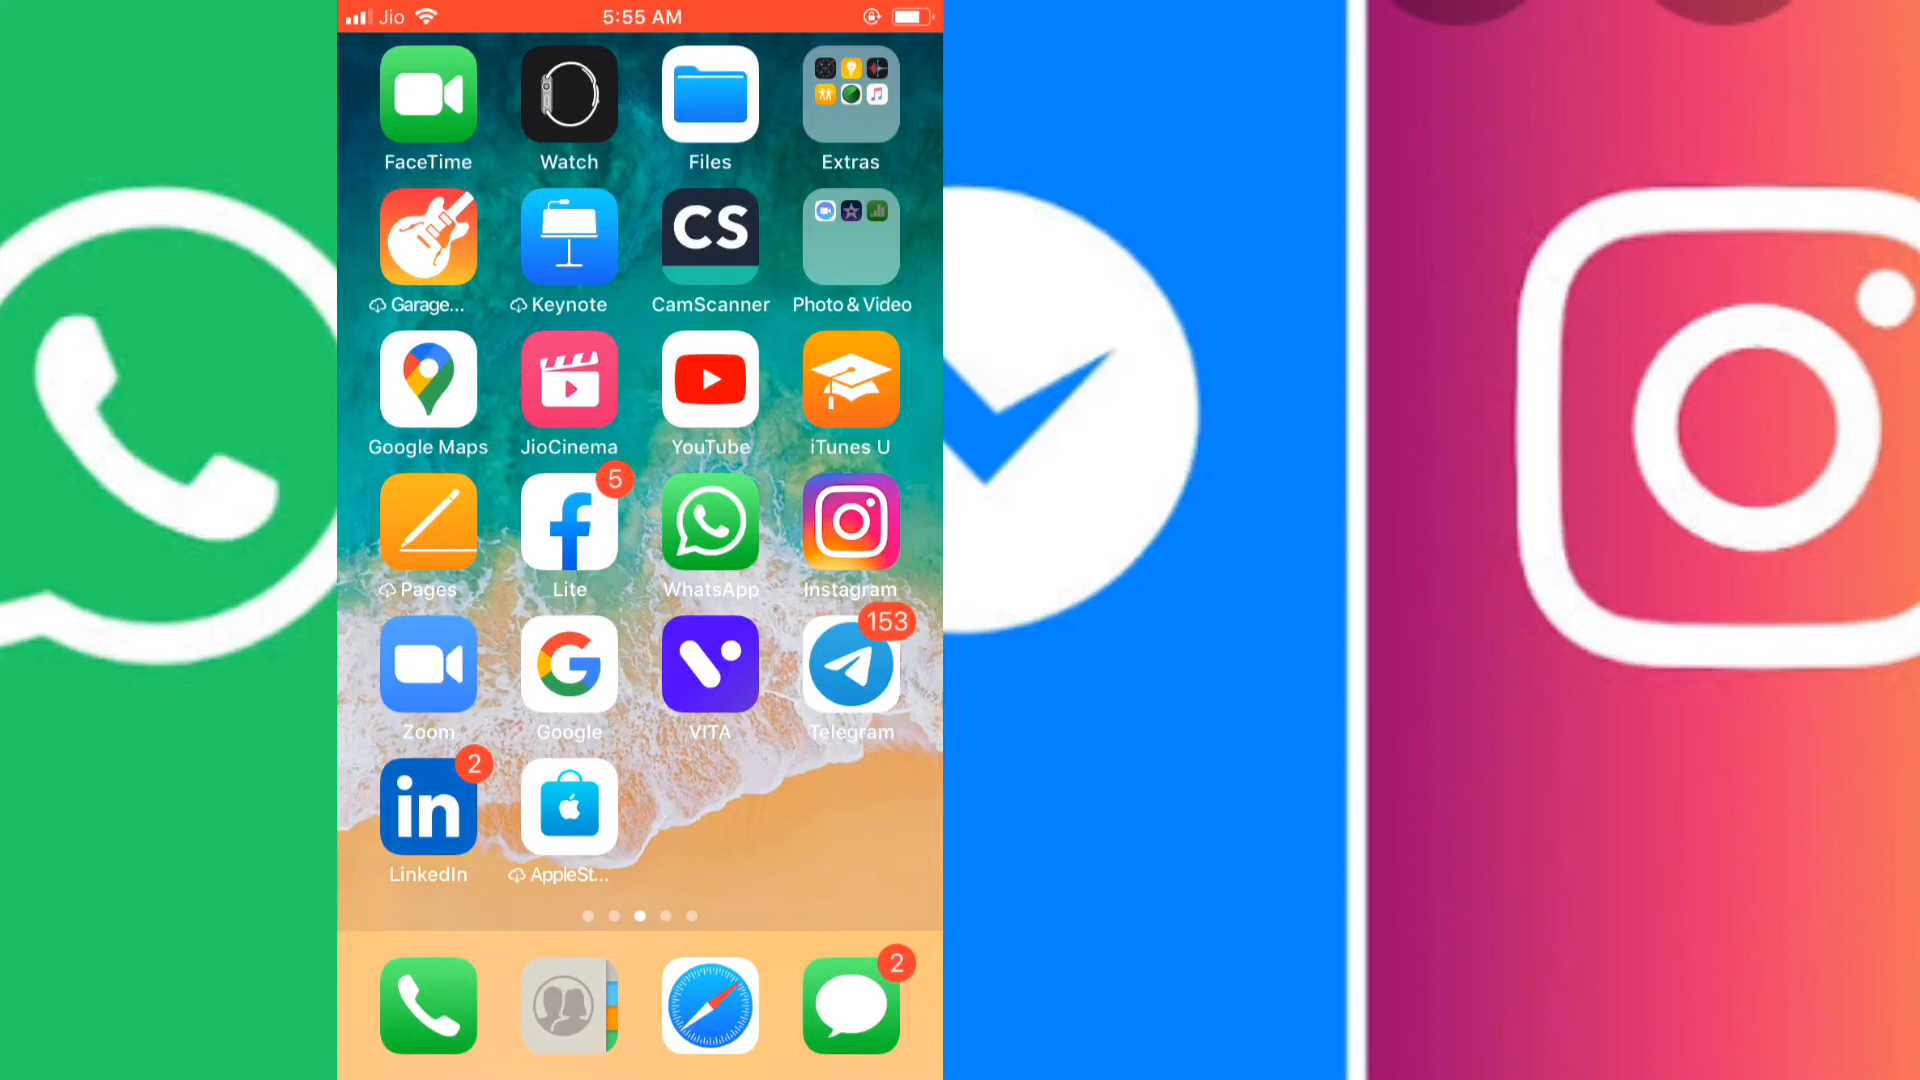 Jio 5:55 AM
FaceTime Watch Files Extras
CS
Garage... Keynote CamScanner Photo & Video
Google Maps JioCinema YouTube iTunes U
5
Pages Lite WhatsApp Instagram
153
Zoom Google VITA Telegram
2
in
LinkedIn AppleSt...
2